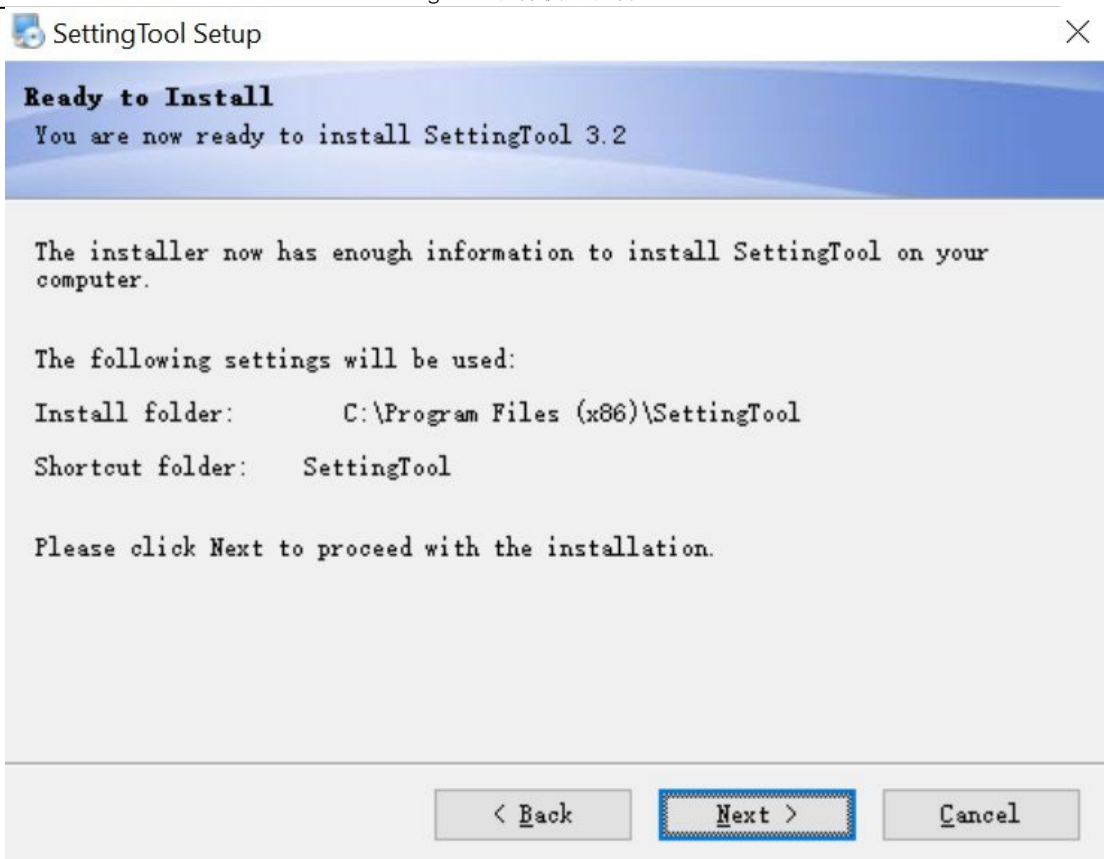 SettingTool Setup
Ready to Install
You are now ready to install SettingTool 3.2
The installer now has enough information to install SettingTool on your
computer.
The following settings will be used:
Install folder: C:\Program Files (x86)\SettingTool
Shortcut folder: SettingTool
Please click Next to proceed with the installation.
< Back Next > Cancel